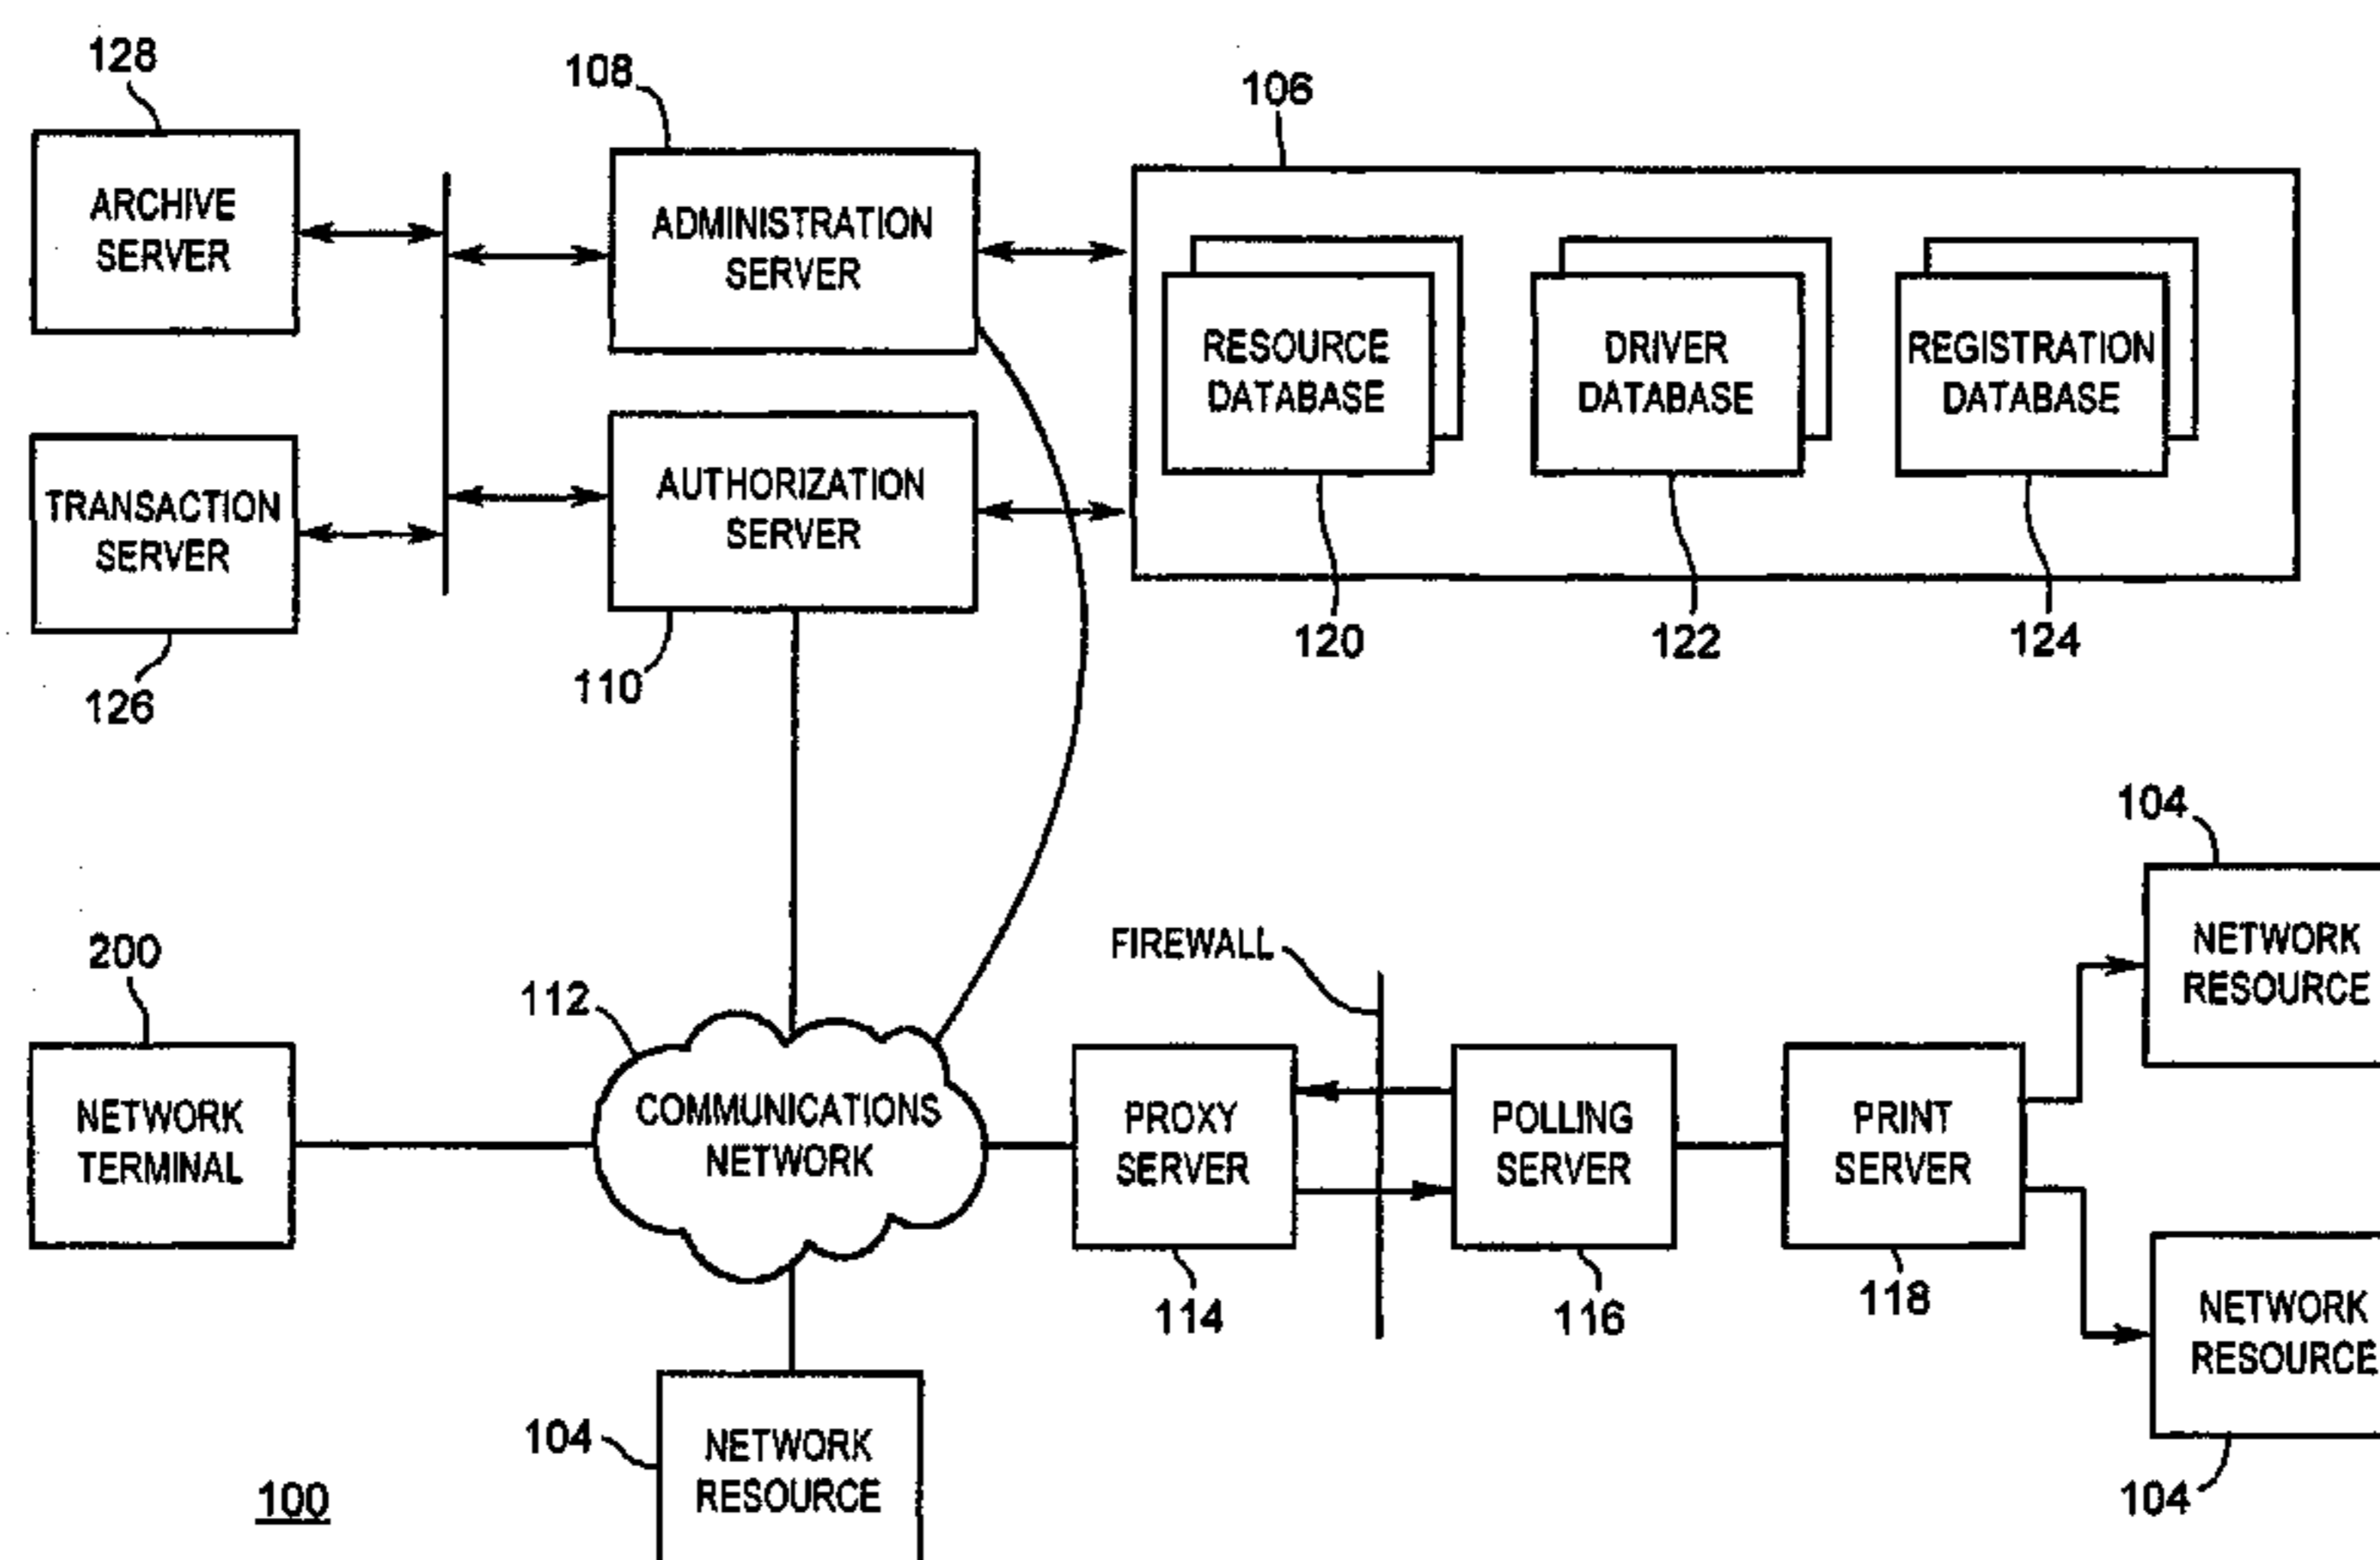 128
108
106
ARCHIVE
SERVER
ADMINISTRATION
SERVER
RESOURCE
DATABASE
DRIVER
DATABASE
REGISTRATION
DATABASE
TRANSACTION
SERVER
AUTHORIZATION
SERVER
126
110
120
122
124
104
200
112
FIREWALL
NETWORK
RESOURCE
NETWORK
TERMINAL
COMMUNICATIONS
NETWORK
PROXY
SERVER
POLLING
SERVER
PRINT
SERVER
114
116
118
NETWORK
RESOURCE
104
NETWORK
RESOURCE
104
100